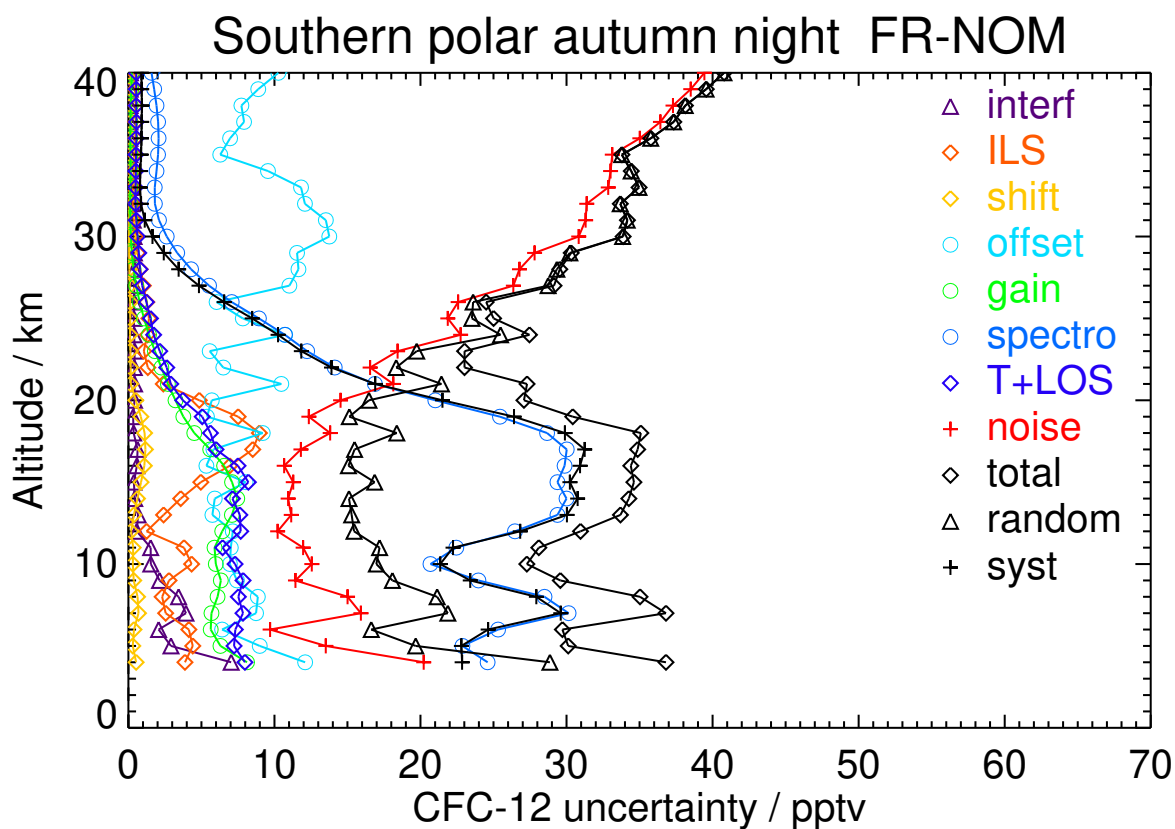 Southern polar autumn night FR-NOM
40
30
20
10
0
Altitude / km
interf
ILS
shift
offset
gain
spectro
T+LOS
noise
total
random
syst
0 10 20 30 40 50 60 70
CFC-12 uncertainty / pptv